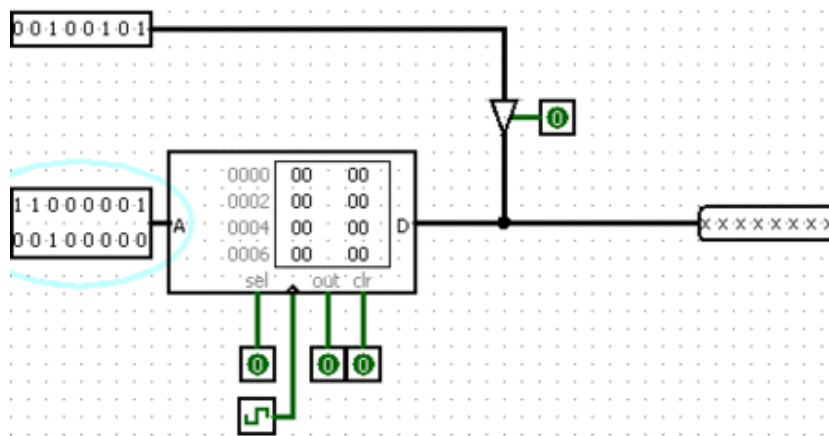 0 0 1 0 0 1 0 1
0
1 1 0 0 0 0 0 1
0 0 1 0 0 0 0 0
A
0000 00 00
0002 00 00
0004 00 00
0006 00 00
D
x x x x x x x x
sel out clr
0 0 0